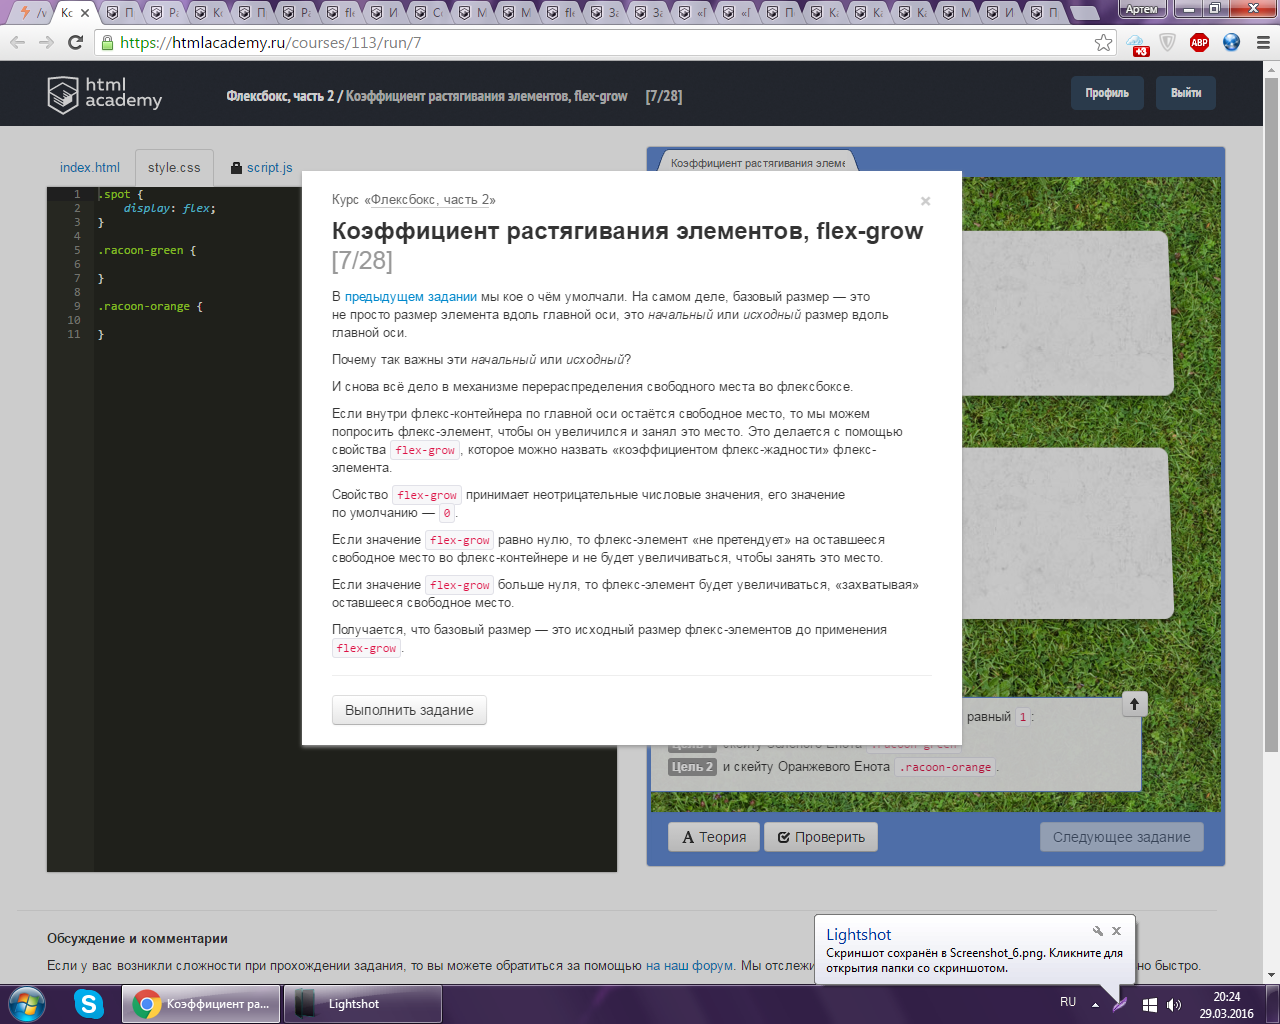 Артем
https://htmlacademy.ru/courses/113/run/7
+3
ABP
html academy
Флексбокс, часть 2 / Коэффициент растягивания элементов, flex-grow [7/28]
Профиль
Выйти
index.html
style.css
script.js
1 .spot {
2 display: flex;
3 }
4
5 .racoon-green {
6
7 }
8
9 .racoon-orange {
10
11 }
Коэффициент растягивания элеме
Курс «Флексбокс, часть 2»
Коэффициент растягивания элементов, flex-grow
[7/28]
В предыдущем задании мы кое о чём умолчали. На самом деле, базовый размер — это
не просто размер элемента вдоль главной оси, это начальный или исходный размер вдоль
главной оси.
Почему так важны эти начальный или исходный?
И снова всё дело в механизме перераспределения свободного места во флексбоксе.
Если внутри флекс-контейнера по главной оси остаётся свободное место, то мы можем
попросить флекс-элемент, чтобы он увеличился и занял это место. Это делается с помощью
свойства flex-grow, которое можно назвать «коэффициентом флекс-жадности» флекс-
элемента.
Свойство flex-grow принимает неотрицательные числовые значения, его значение
по умолчанию — 0.
Если значение flex-grow равно нулю, то флекс-элемент «не претендует» на оставшееся
свободное место во флекс-контейнере и не будет увеличиваться, чтобы занять это место.
Если значение flex-grow больше нуля, то флекс-элемент будет увеличиваться, «захватывая»
оставшееся свободное место.
Получается, что базовый размер — это исходный размер флекс-элементов до применения
flex-grow.
Выполнить задание
равный 1:
Цель 1 скейту Зелёного Енота .racoon-green
Цель 2 и скейту Оранжевого Енота .racoon-orange.
Теория
Проверить
Следующее задание
Обсуждение и комментарии
Если у вас возникли сложности при прохождении задания, то вы можете обратиться за помощью на наш форум. Мы отслежи
но быстро.
Lightshot
Скриншот сохранён в Screenshot_6.png. Кликните для
открытия папки со скриншотом.
Коэффициент ра...
Lightshot
RU
20:24
29.03.2016